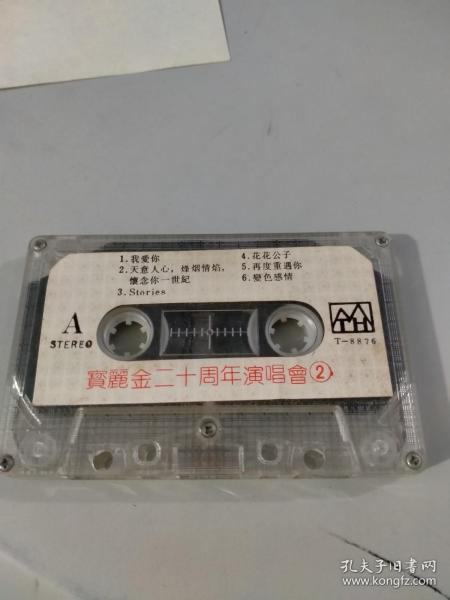 1.我愛你
2.天意人心，烽烟情焰，
懷念你一世紀
3.Stories
4.花花公子
5.再度重遇你
6.變色感情
A
STEREO
T-8876
寳麗金二十周年演唱會②
孔夫子旧书网
www.kongfz.com